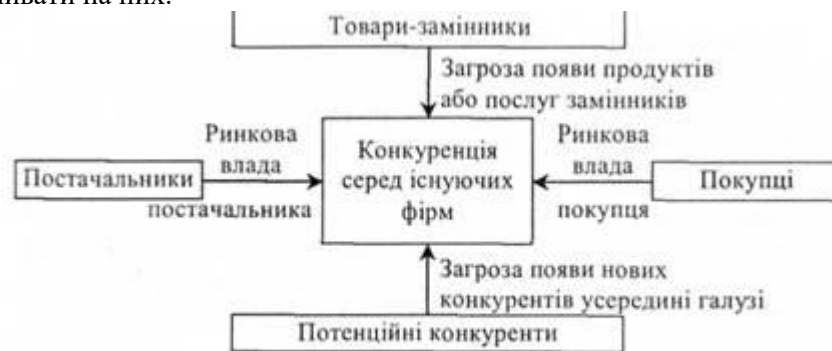 Товари-замінники
Загроза появи продуктів
або послуг замінників
Ринкова
влада
постачальника
Постачальники
Конкуренція
серед існуючих
фірм
Ринкова
влада
покупця
Покупці
Загроза появи нових
конкурентів усередині галузі
Потенційні конкуренти